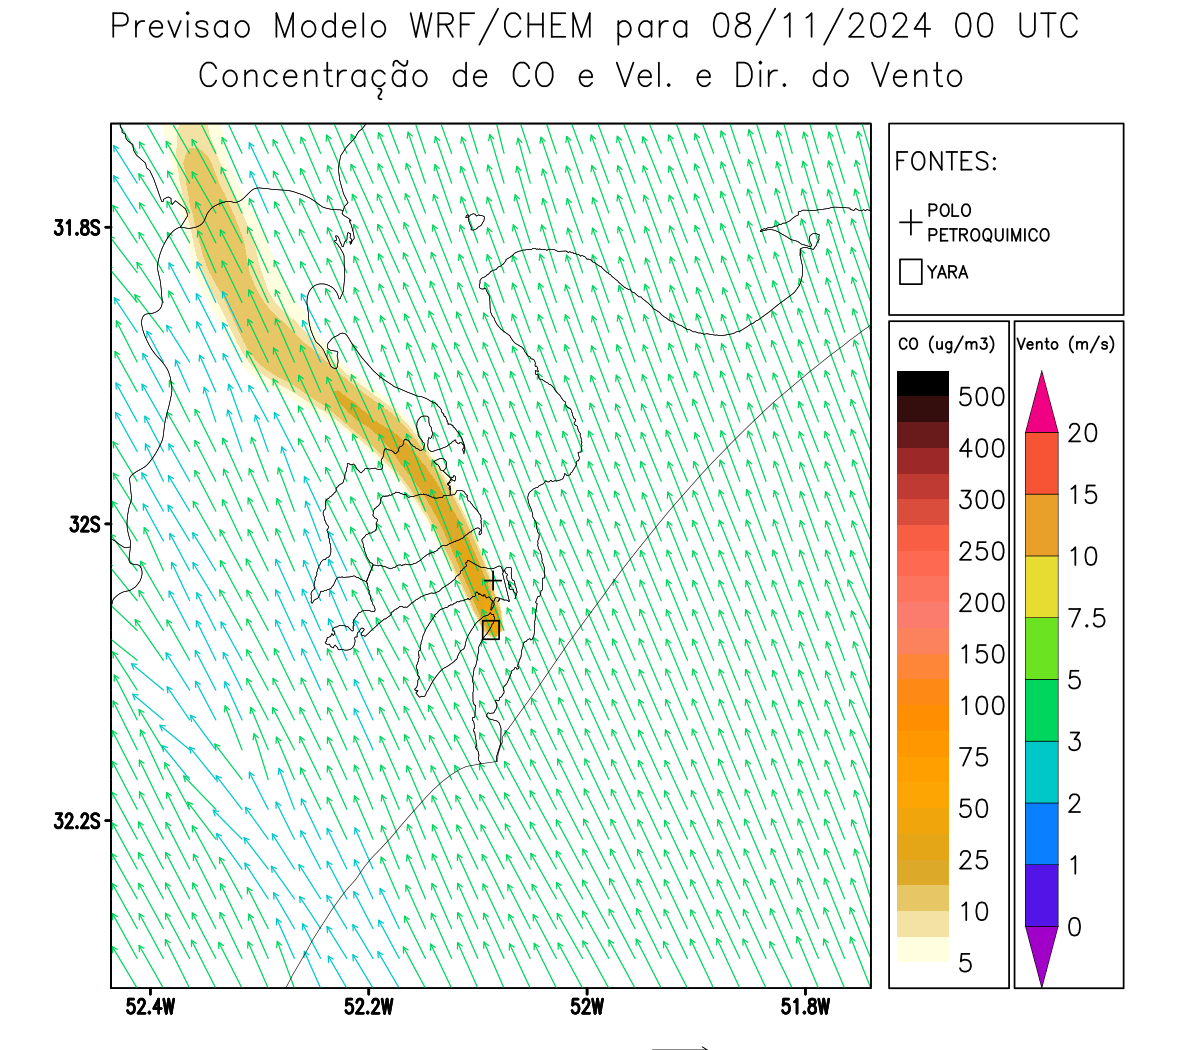 Previsao Modelo WRF/CHEM para 08/11/2024 00 UTC
Concentração de CO e Vel. e Dir. do Vento
FONTES:
POLO
PETROQUIMICO
YARA
CO (ug/m3)
500
400
300
250
200
150
100
75
50
25
10
5
Vento (m/s)
20
15
10
7.5
5
3
2
1
0
31.8S
32S
32.2S
52.4W
52.2W
52W
51.8W